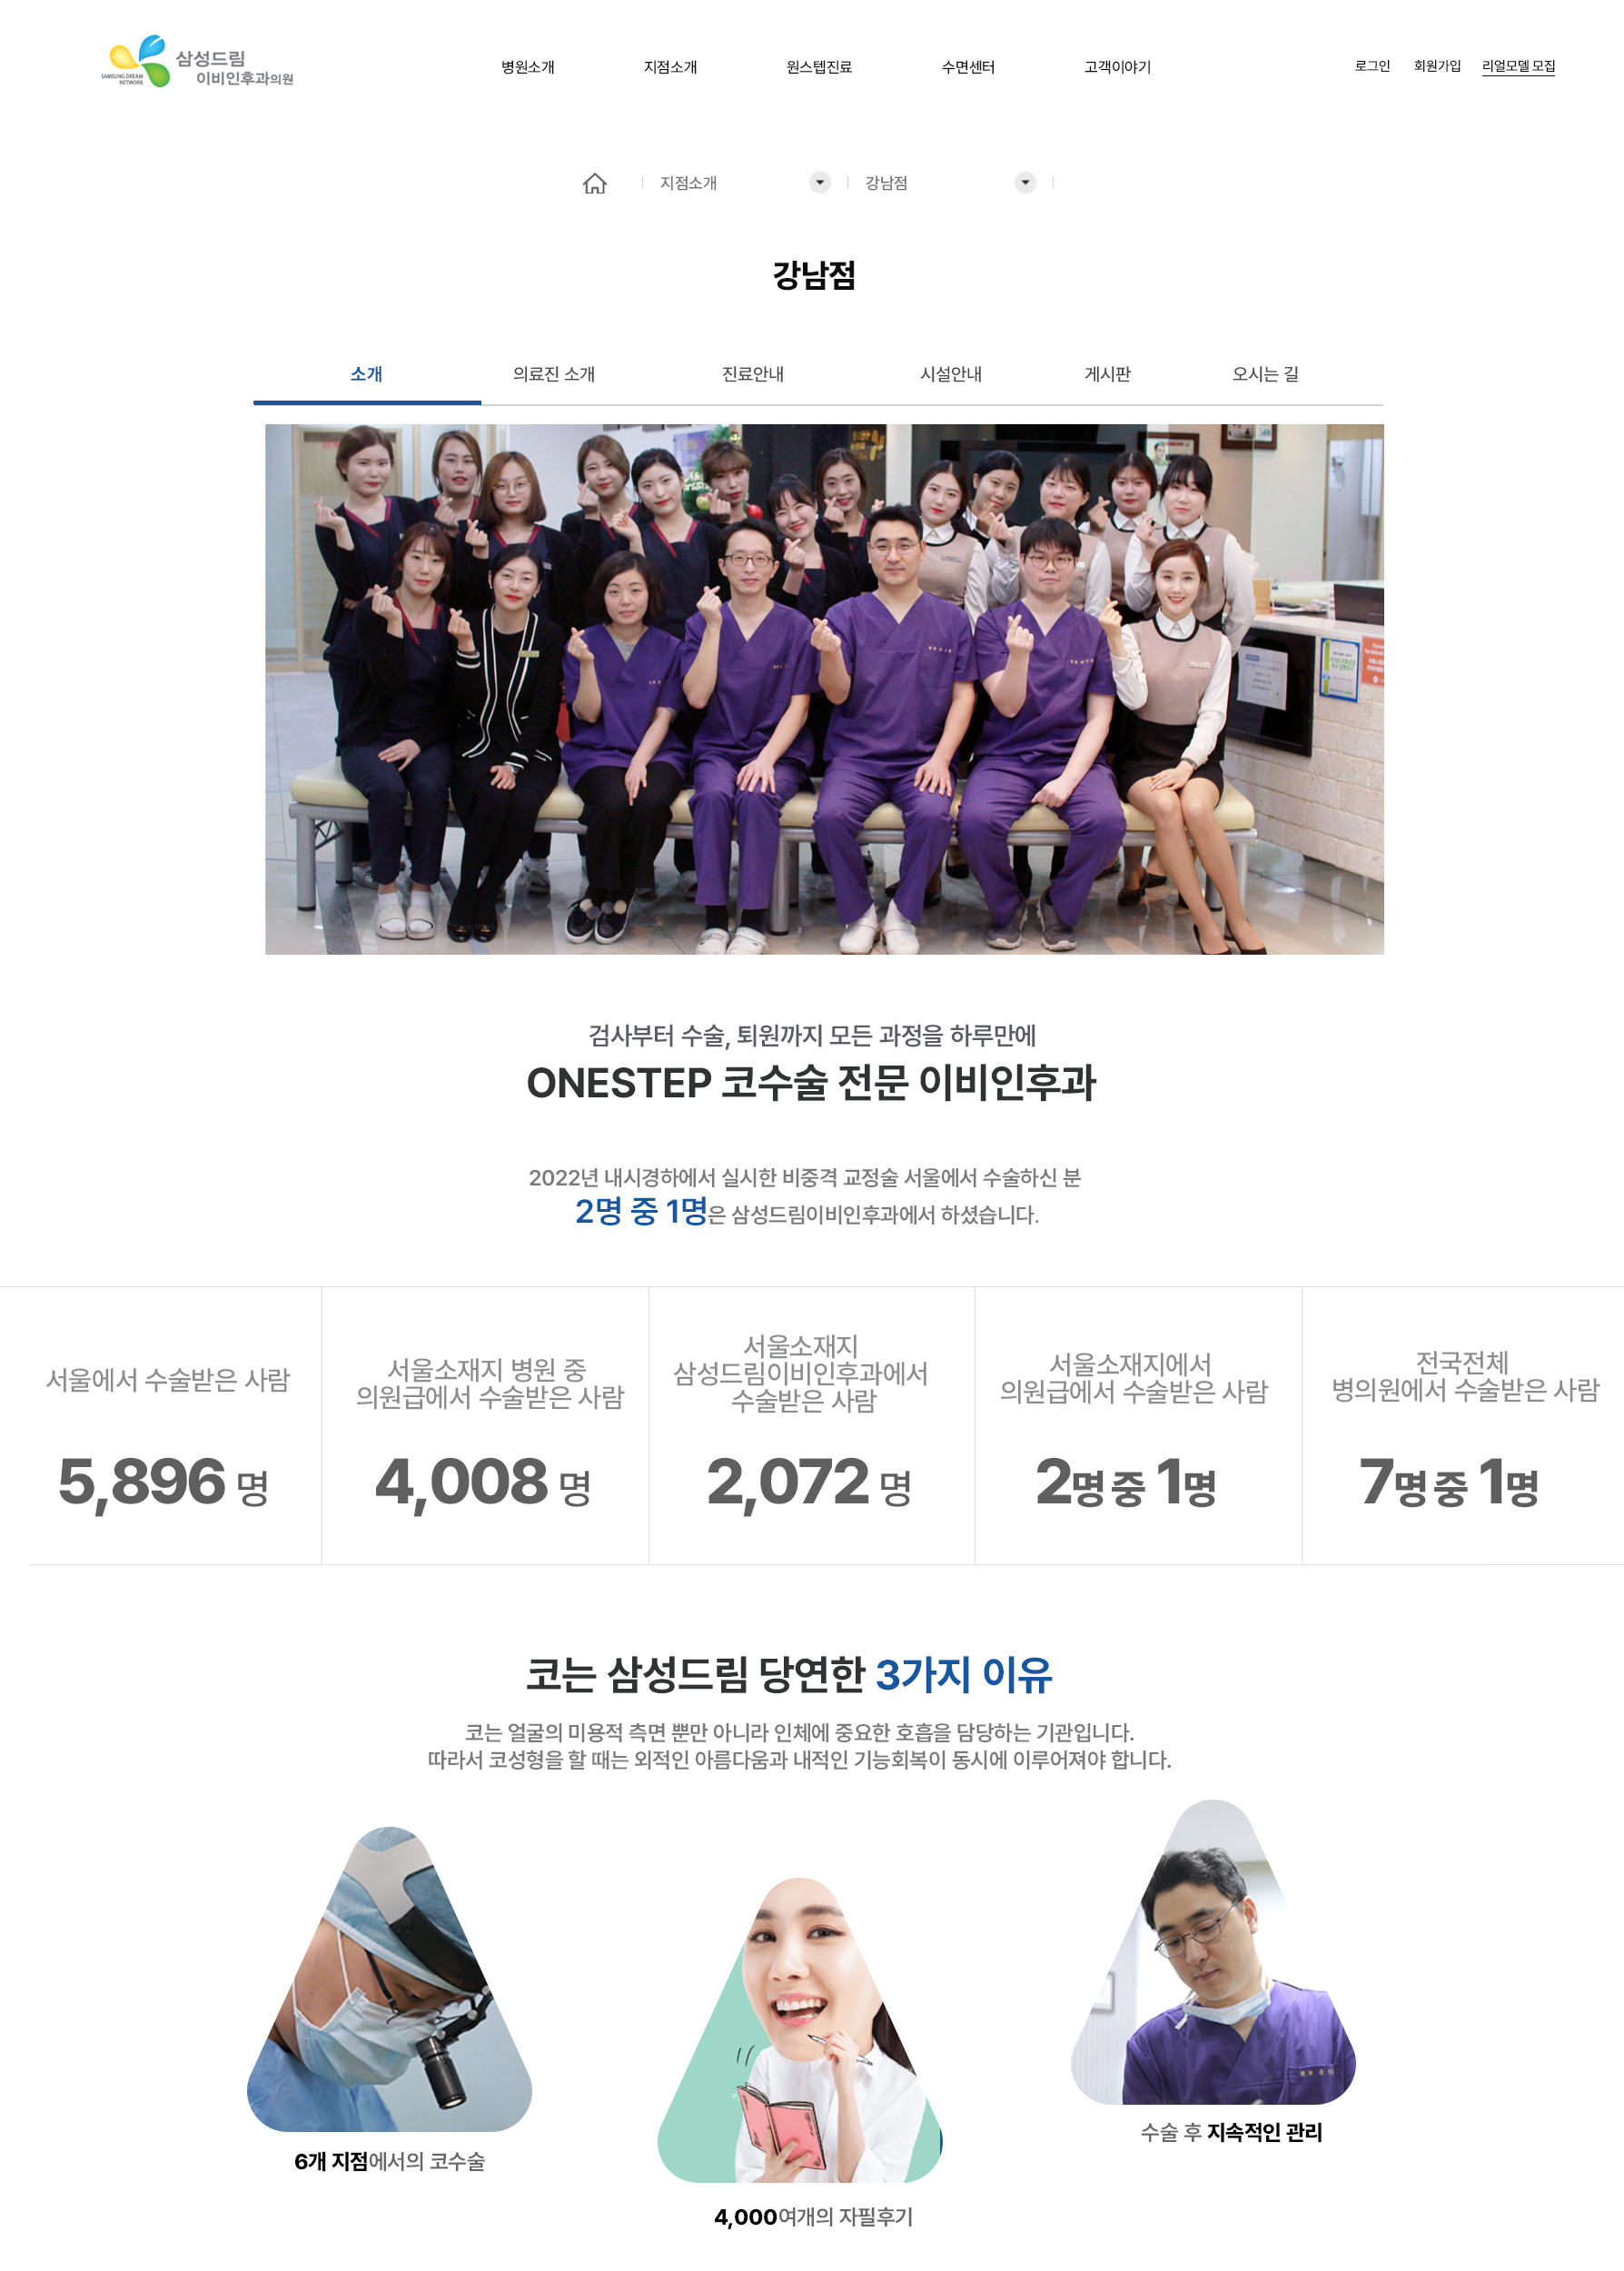 SAMSUNG DREAM
NETWORK
삼성드림
이비인후과의원
병원소개 지점소개 원스텝진료 수면센터 고객이야기
로그인 회원가입 리얼모델 모집
지점소개 강남점
강남점
소개 의료진 소개 진료안내 시설안내 게시판 오시는 길
검사부터 수술, 퇴원까지 모든 과정을 하루만에
ONESTEP 코수술 전문 이비인후과
2022년 내시경하에서 실시한 비중격 교정술 서울에서 수술하신 분
2명 중 1명은 삼성드림이비인후과에서 하셨습니다.
서울에서 수술받은 사람
5,896 명
서울소재지 병원 중
의원급에서 수술받은 사람
4,008 명
서울소재지
삼성드림이비인후과에서
수술받은 사람
2,072 명
서울소재지에서
의원급에서 수술받은 사람
2명 중 1명
전국전체
병의원에서 수술받은 사람
7명 중 1명
코는 삼성드림 당연한 3가지 이유
코는 얼굴의 미용적 측면 뿐만 아니라 인체에 중요한 호흡을 담당하는 기관입니다.
따라서 코성형을 할 때는 외적인 아름다움과 내적인 기능회복이 동시에 이루어져야 합니다.
6개 지점에서의 코수술
4,000여개의 자필후기
수술 후 지속적인 관리